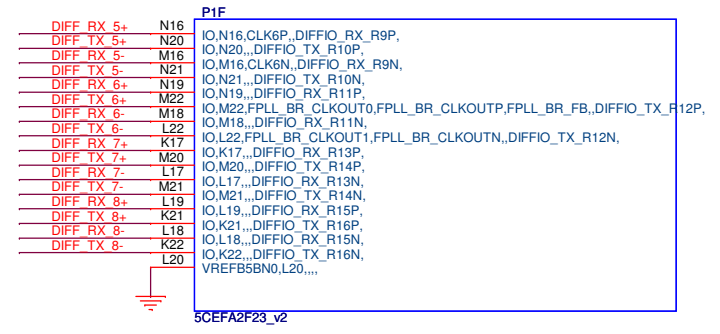 P1F
DIFF_RX_5+ N16 IO,N16,CLK6P,,DIFFIO_RX_R9P,
DIFF_TX_5+ N20 IO,N20,,,DIFFIO_TX_R10P,
DIFF_RX_5- M16 IO,M16,CLK6N,,DIFFIO_RX_R9N,
DIFF_TX_5- N21 IO,N21,,,DIFFIO_TX_R10N,
DIFF_RX_6+ N19 IO,N19,,,DIFFIO_RX_R11P,
DIFF_TX_6+ M22 IO,M22,FPLL_BR_CLKOUT0,FPLL_BR_CLKOUTP,FPLL_BR_FB,,DIFFIO_TX_R12P,
DIFF_RX_6- M18 IO,M18,,,DIFFIO_RX_R11N,
DIFF_TX_6- L22 IO,L22,FPLL_BR_CLKOUT1,FPLL_BR_CLKOUTN,,DIFFIO_TX_R12N,
DIFF_RX_7+ K17 IO,K17,,,DIFFIO_RX_R13P,
DIFF_TX_7+ M20 IO,M20,,,DIFFIO_TX_R14P,
DIFF_RX_7- L17 IO,L17,,,DIFFIO_RX_R13N,
DIFF_TX_7- M21 IO,M21,,,DIFFIO_TX_R14N,
DIFF_RX_8+ L19 IO,L19,,,DIFFIO_RX_R15P,
DIFF_TX_8+ K21 IO,K21,,,DIFFIO_TX_R16P,
DIFF_RX_8- L18 IO,L18,,,DIFFIO_RX_R15N,
DIFF_TX_8- K22 IO,K22,,,DIFFIO_TX_R16N,
L20 VREFB5BN0,L20,,,,
5CEFA2F23_v2